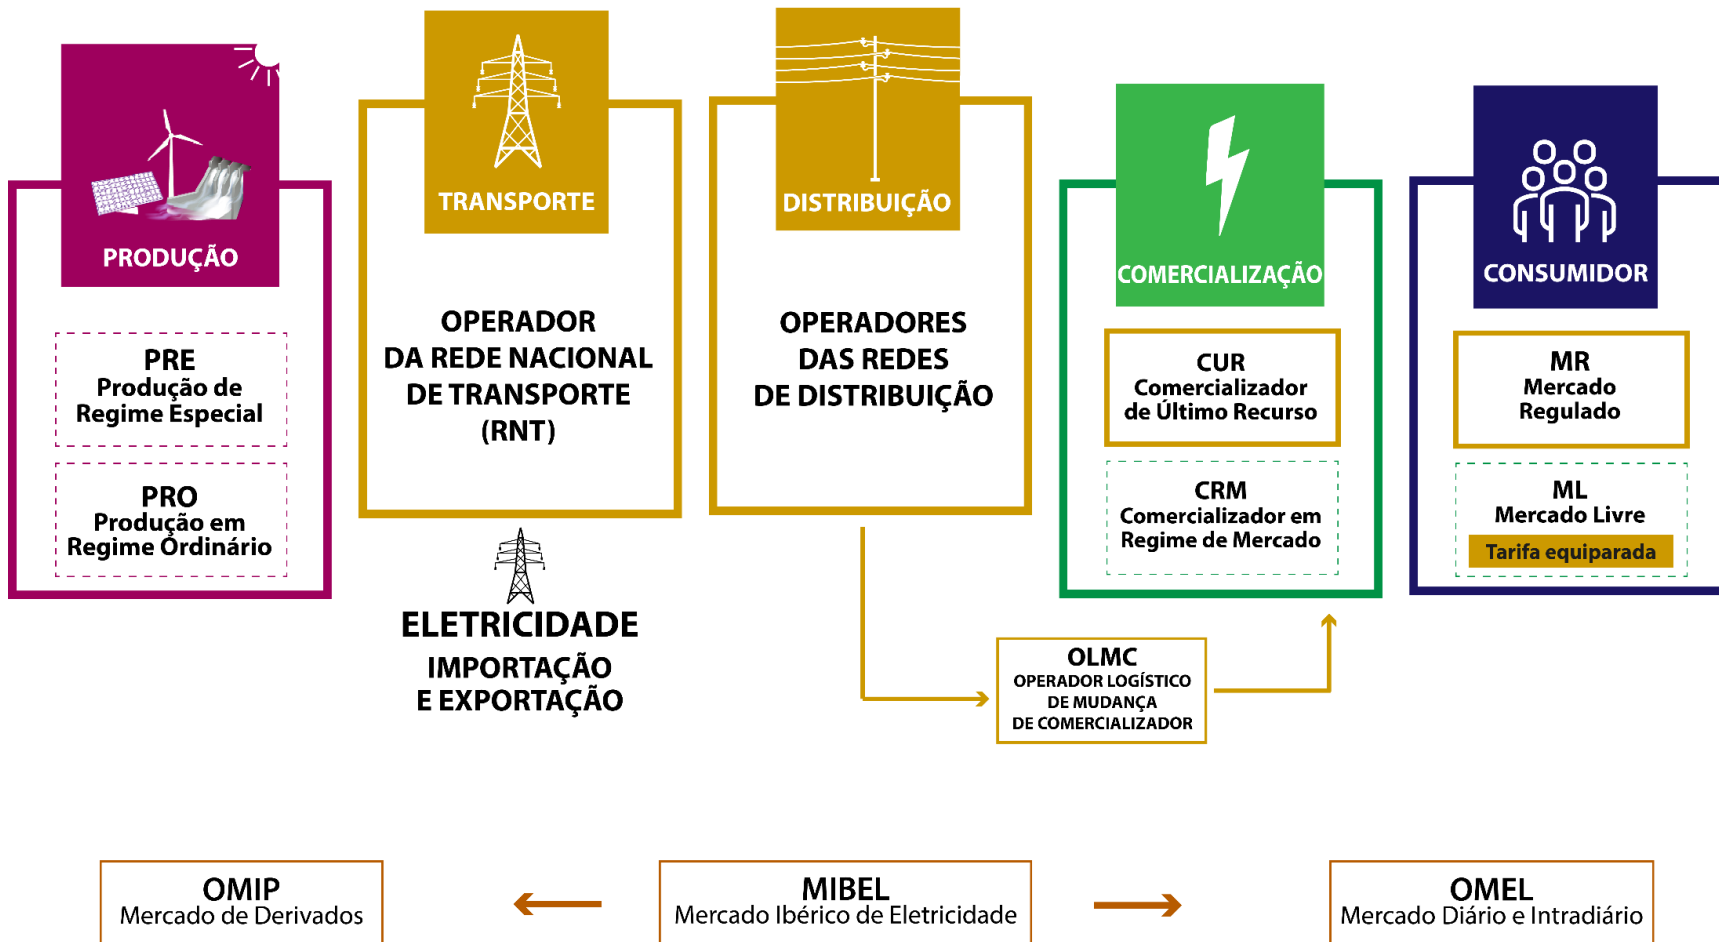 PRODUÇÃO
PRE
Produção de
Regime Especial
PRO
Produção em
Regime Ordinário
TRANSPORTE
OPERADOR
DA REDE NACIONAL
DE TRANSPORTE
(RNT)
ELETRICIDADE
IMPORTAÇÃO
E EXPORTAÇÃO
DISTRIBUIÇÃO
OPERADORES
DAS REDES
DE DISTRIBUIÇÃO
OLMC
OPERADOR LOGÍSTICO
DE MUDANÇA
DE COMERCIALIZADOR
COMERCIALIZAÇÃO
CUR
Comercializador
de Último Recurso
CRM
Comercializador em
Regime de Mercado
CONSUMIDOR
MR
Mercado
Regulado
ML
Mercado Livre
Tarifa equiparada
OMIP
Mercado de Derivados
MIBEL
Mercado Ibérico de Eletricidade
OMEL
Mercado Diário e Intradiário